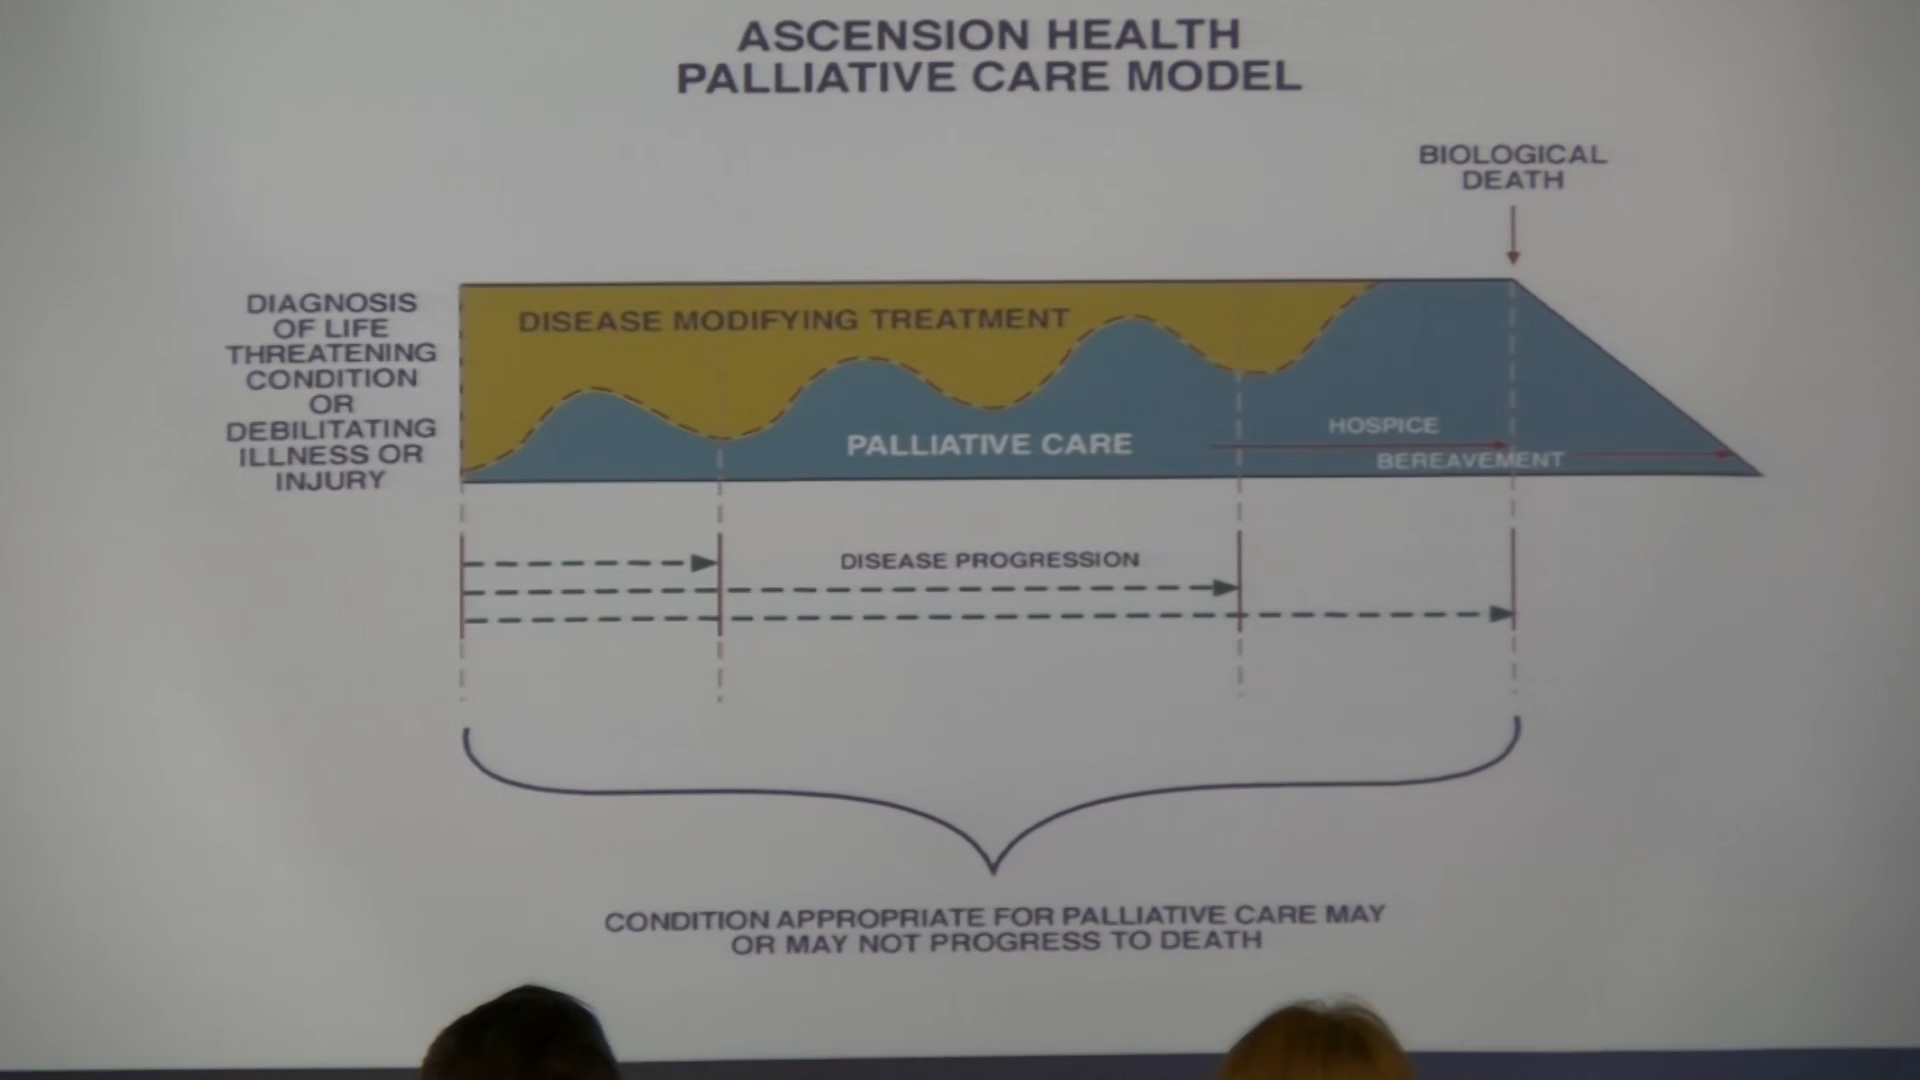 ASCENSION HEALTH
PALLIATIVE CARE MODEL
BIOLOGICAL
DEATH
DIAGNOSIS
OF LIFE
THREATENING
CONDITION
OR
DEBILITATING
ILLNESS OR
INJURY
DISEASE MODIFYING TREATMENT
PALLIATIVE CARE
HOSPICE
BEREAVEMENT
DISEASE PROGRESSION
CONDITION APPROPRIATE FOR PALLIATIVE CARE MAY
OR MAY NOT PROGRESS TO DEATH